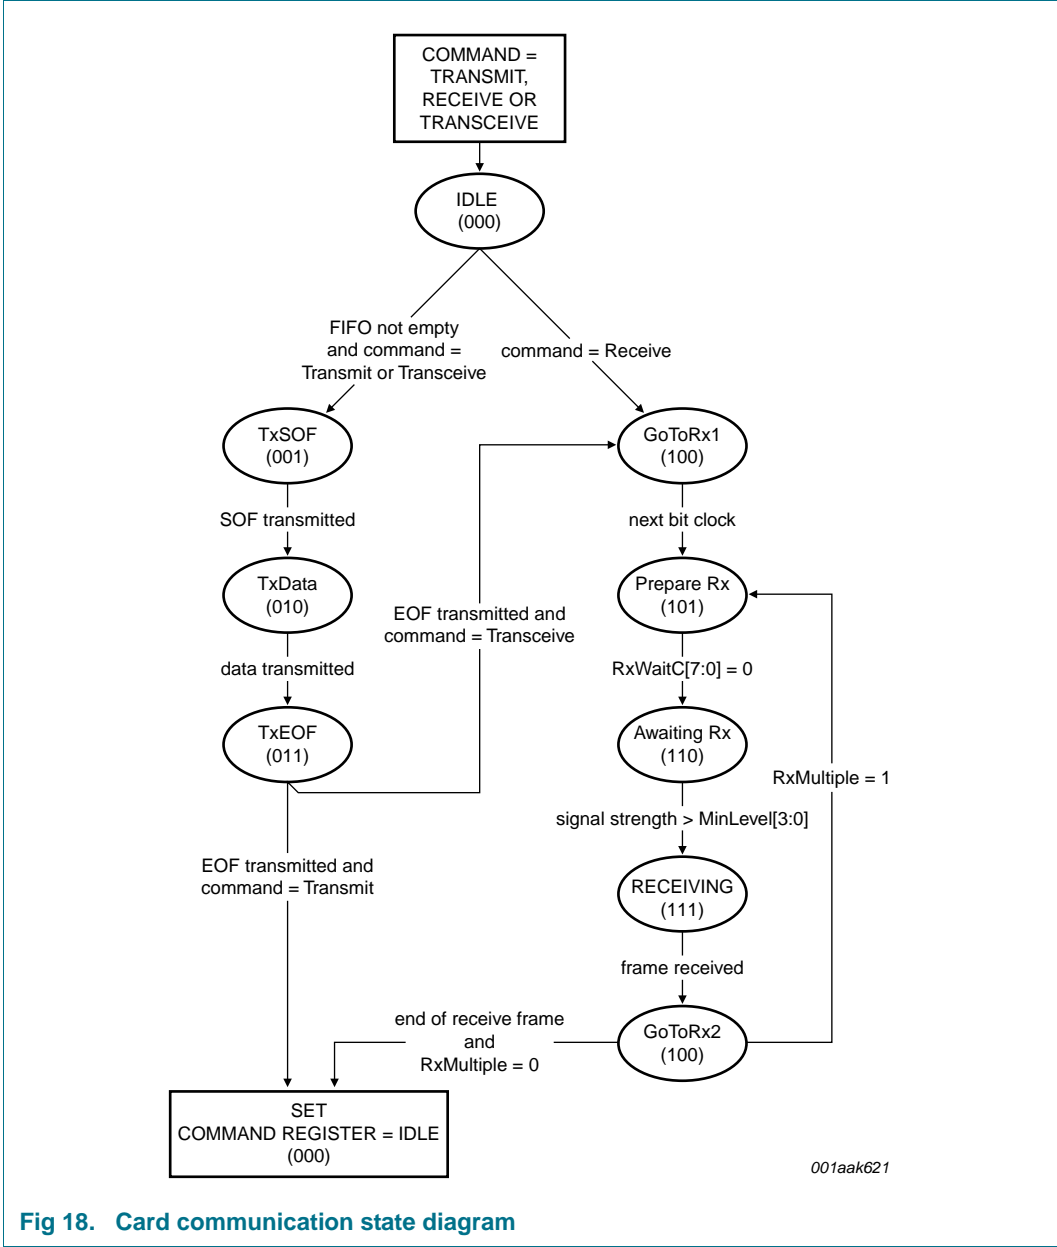 COMMAND =
TRANSMIT,
RECEIVE OR
TRANSCEIVE
IDLE
(000)
FIFO not empty
and command =
Transmit or Transceive
command = Receive
TxSOF
(001)
GoToRx1
(100)
SOF transmitted
next bit clock
TxData
(010)
Prepare Rx
(101)
EOF transmitted and
command = Transceive
data transmitted
RxWaitC[7:0] = 0
TxEOF
(011)
Awaiting Rx
(110)
RxMultiple = 1
signal strength > MinLevel[3:0]
EOF transmitted and
command = Transmit
RECEIVING
(111)
frame received
end of receive frame
and
RxMultiple = 0
GoToRx2
(100)
SET
COMMAND REGISTER = IDLE
(000)
001aak621
Fig 18. Card communication state diagram